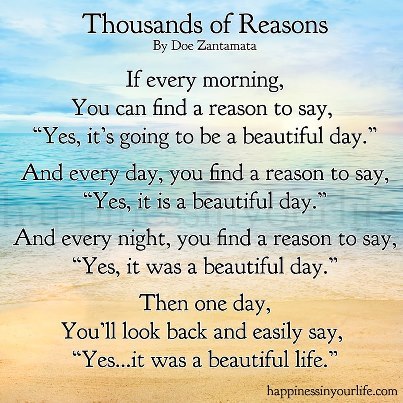 Thousands of Reasons
By Doe Zantamata
If every morning,
You can find a reason to say,
“Yes, it’s going to be a beautiful day.”
And every day, you find a reason to say,
“Yes, it is a beautiful day.”
And every night, you find a reason to say,
“Yes, it was a beautiful day.”
Then one day,
You’ll look back and easily say,
“Yes...it was a beautiful life.”
happinessinyourlife.com